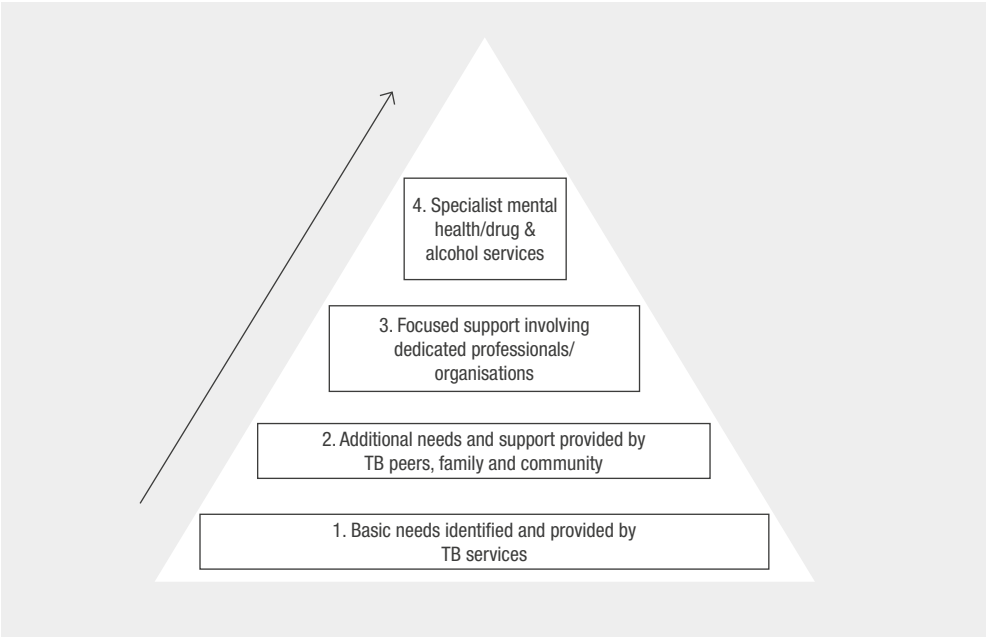 4. Specialist mental
health/drug &
alcohol services
3. Focused support involving
dedicated professionals/
organisations
2. Additional needs and support provided by
TB peers, family and community
1. Basic needs identified and provided by
TB services